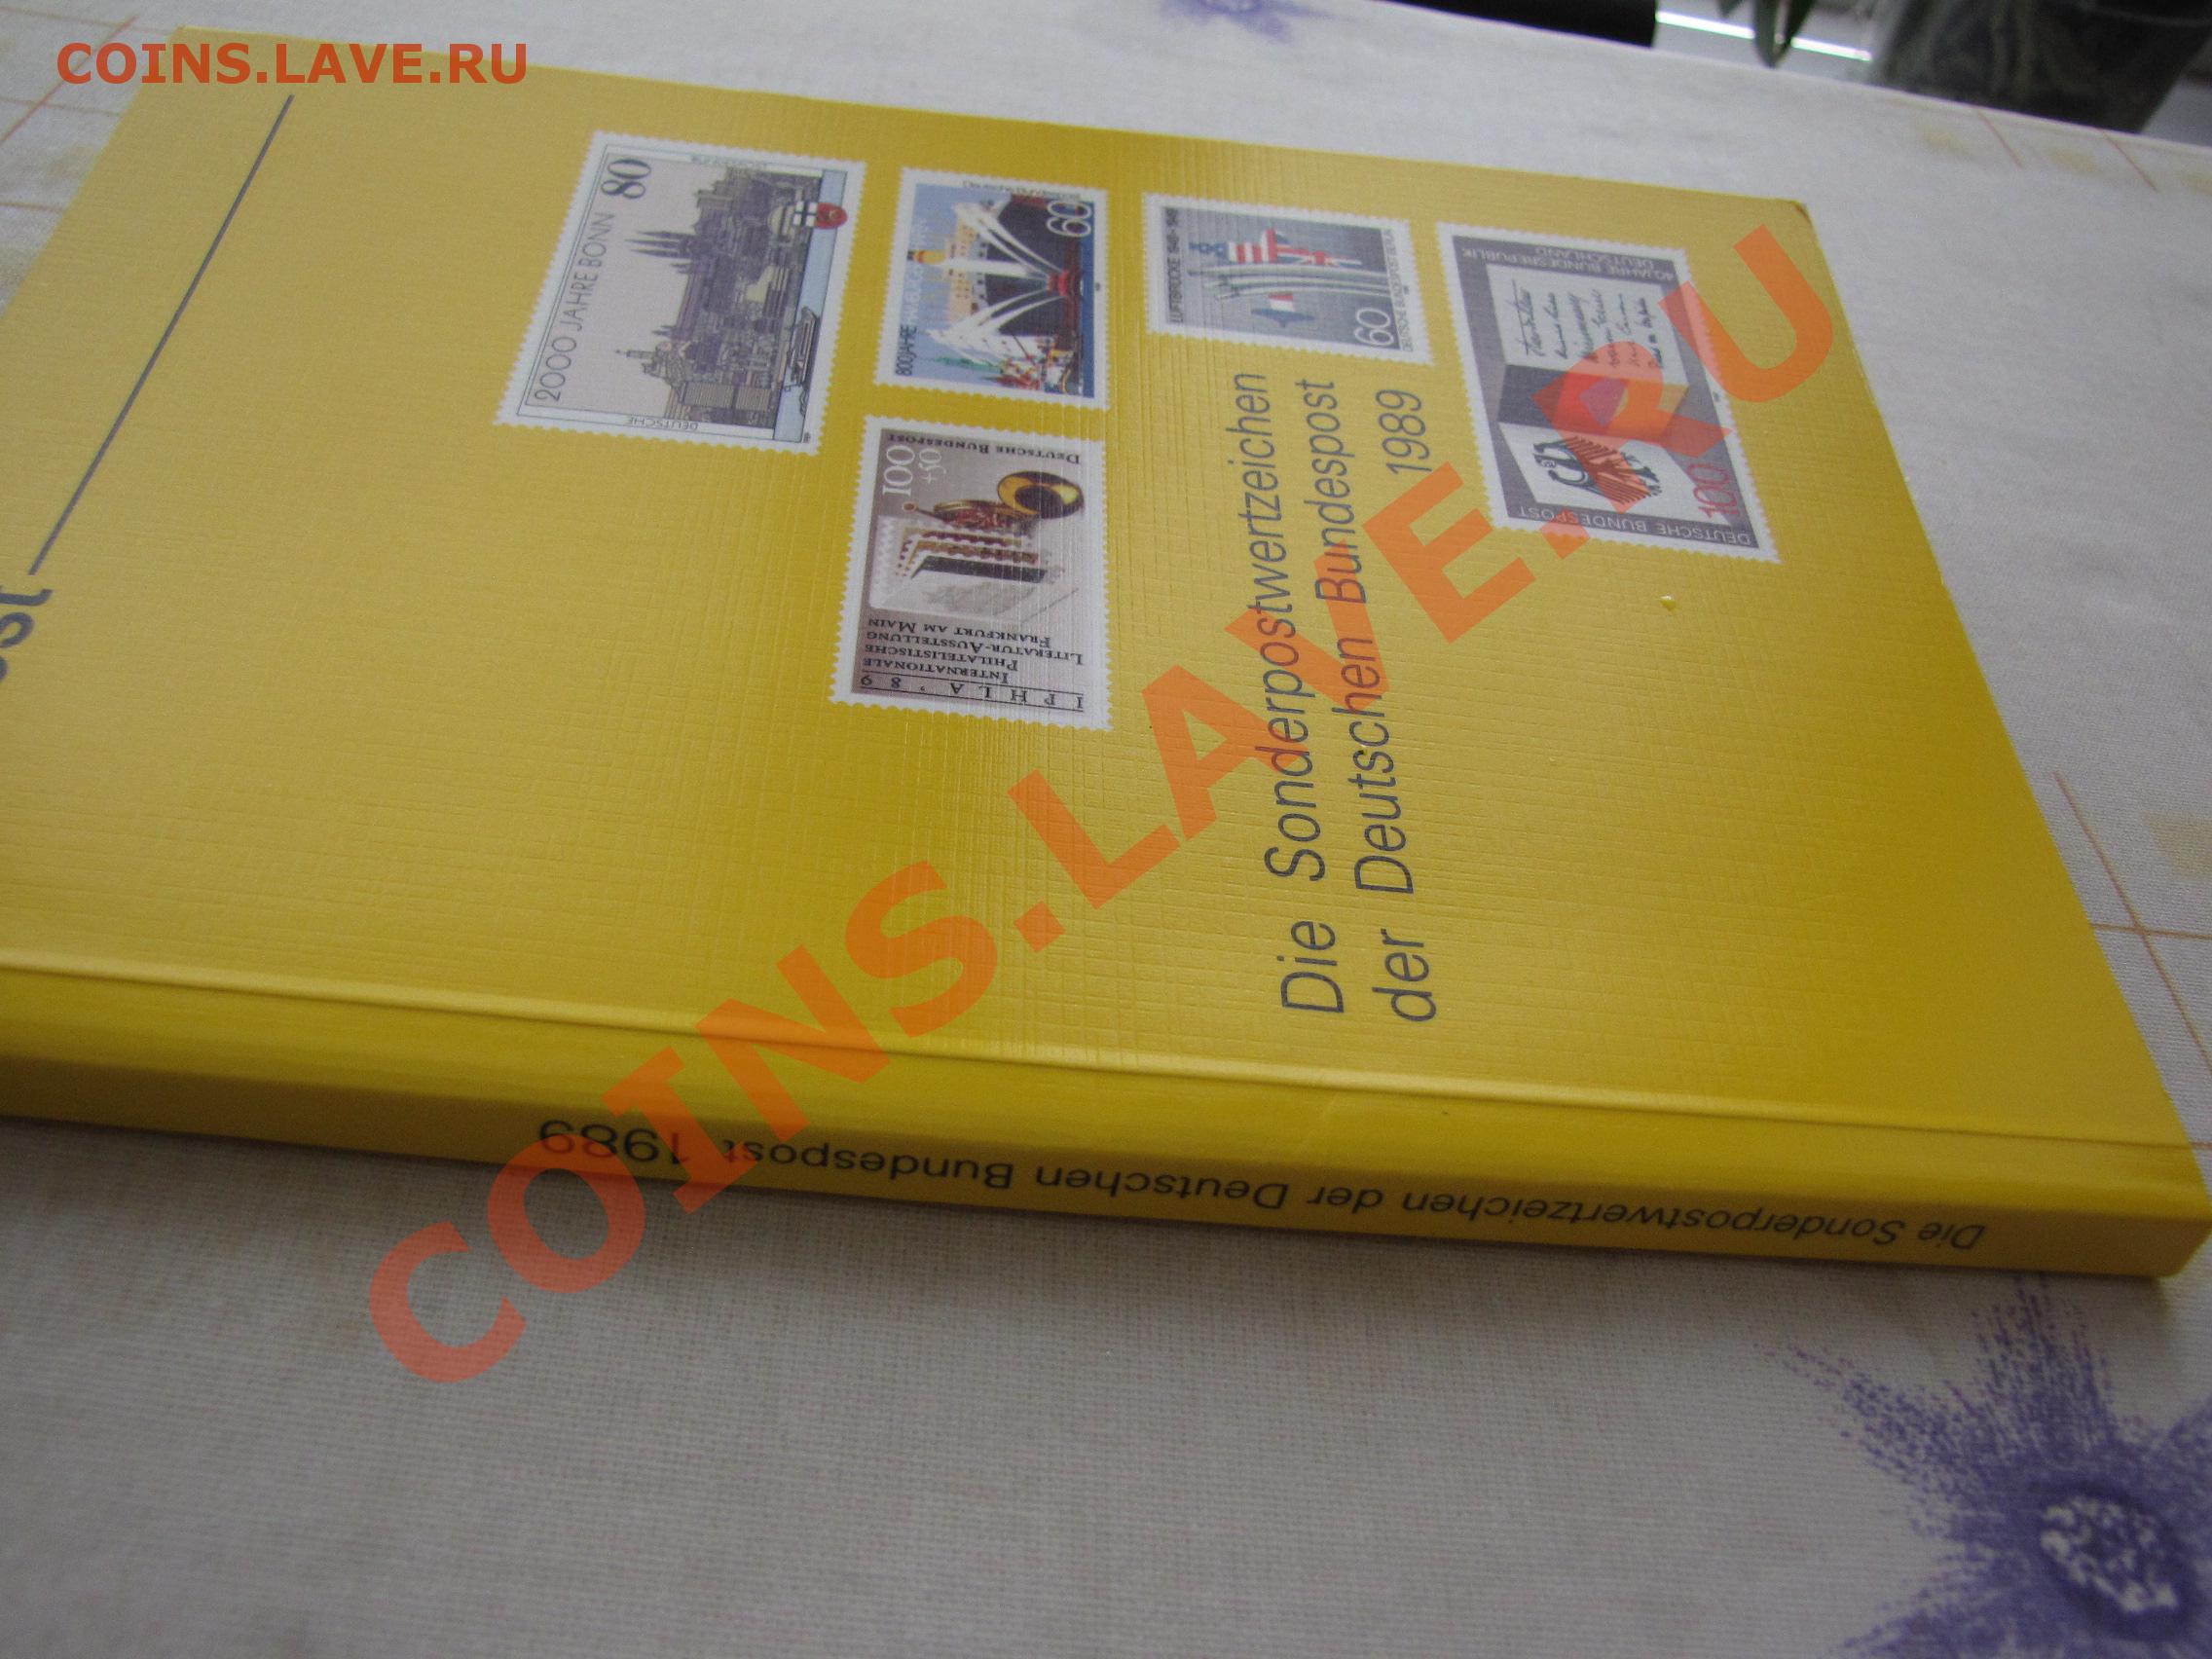 COINS.LAVE.RU
2000 JAHRE BONN
80
DEUTSCHE
800 JAHRE HAMBURGER
60
LUFTBRÜCKE 1948-1949
60
DEUTSCHE BUNDESPOST BERLIN
40 JAHRE BUNDESREPUBLIK
DEUTSCHLAND
100
DEUTSCHE BUNDESPOST
DEUTSCHE BUNDESPOST
100
+50
IPHLA '89
INTERNATIONALE
PHILATELISTISCHE
LITERATUR-AUSSTELLUNG
FRANKFURT AM MAIN
Die Sonderpostwertzeichen
der Deutschen Bundespost
1989
Die Sonderpostwertzeichen der Deutschen Bundespost 1989
COINS.LAVE.RU